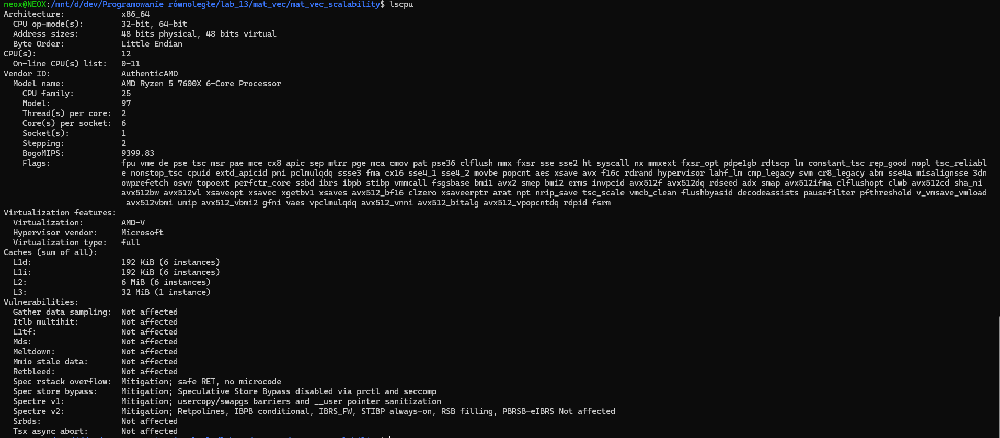 neox@NEOX:/mnt/d/dev/Programowanie równoległe/lab_13/mat_vec/mat_vec_scalability$ lscpu
Architecture: x86_64
CPU op-mode(s): 32-bit, 64-bit
Address sizes: 48 bits physical, 48 bits virtual
Byte Order: Little Endian
CPU(s): 12
On-line CPU(s) list: 0-11
Vendor ID: AuthenticAMD
Model name: AMD Ryzen 5 7600X 6-Core Processor
CPU family: 25
Model: 97
Thread(s) per core: 2
Core(s) per socket: 6
Socket(s): 1
Stepping: 2
BogoMIPS: 9399.83
Flags: fpu vme de pse tsc msr pae mce cx8 apic sep mtrr pge mca cmov pat pse36 clflush mmx fxsr sse sse2 ht syscall nx mmxext fxsr_opt pdpe1gb rdtscp lm constant_tsc rep_good nopl tsc_reliabl
e nonstop_tsc cpuid extd_apicid pni pclmulqdq ssse3 fma cx16 sse4_1 sse4_2 movbe popcnt aes xsave avx f16c rdrand hypervisor lahf_lm cmp_legacy svm cr8_legacy abm sse4a misalignsse 3dn
owprefetch osvw topoext perfctr_core ssbd ibrs ibpb stibp vmmcall fsgsbase bmi1 avx2 smep bmi2 erms invpcid avx512f avx512dq rdseed adx smap avx512ifma clflushopt clwb avx512cd sha_ni
avx512bw avx512vl xsaveopt xsavec xgetbv1 xsaves avx512_bf16 clzero xsaveerptr arat npt nrip_save tsc_scale vmcb_clean flushbyasid decodeassists pausefilter pfthreshold v_vmsave_vmload
avx512vbmi umip avx512_vbmi2 gfni vaes vpclmulqdq avx512_vnni avx512_bitalg avx512_vpopcntdq rdpid fsrm
Virtualization features:
Virtualization: AMD-V
Hypervisor vendor: Microsoft
Virtualization type: full
Caches (sum of all):
L1d: 192 KiB (6 instances)
L1i: 192 KiB (6 instances)
L2: 6 MiB (6 instances)
L3: 32 MiB (1 instance)
Vulnerabilities:
Gather data sampling: Not affected
Itlb multihit: Not affected
L1tf: Not affected
Mds: Not affected
Meltdown: Not affected
Mmio stale data: Not affected
Retbleed: Not affected
Spec rstack overflow: Mitigation; safe RET, no microcode
Spec store bypass: Mitigation; Speculative Store Bypass disabled via prctl and seccomp
Spectre v1: Mitigation; usercopy/swapgs barriers and __user pointer sanitization
Spectre v2: Mitigation; Retpolines, IBPB conditional, IBRS_FW, STIBP always-on, RSB filling, PBRSB-eIBRS Not affected
Srbds: Not affected
Tsx async abort: Not affected